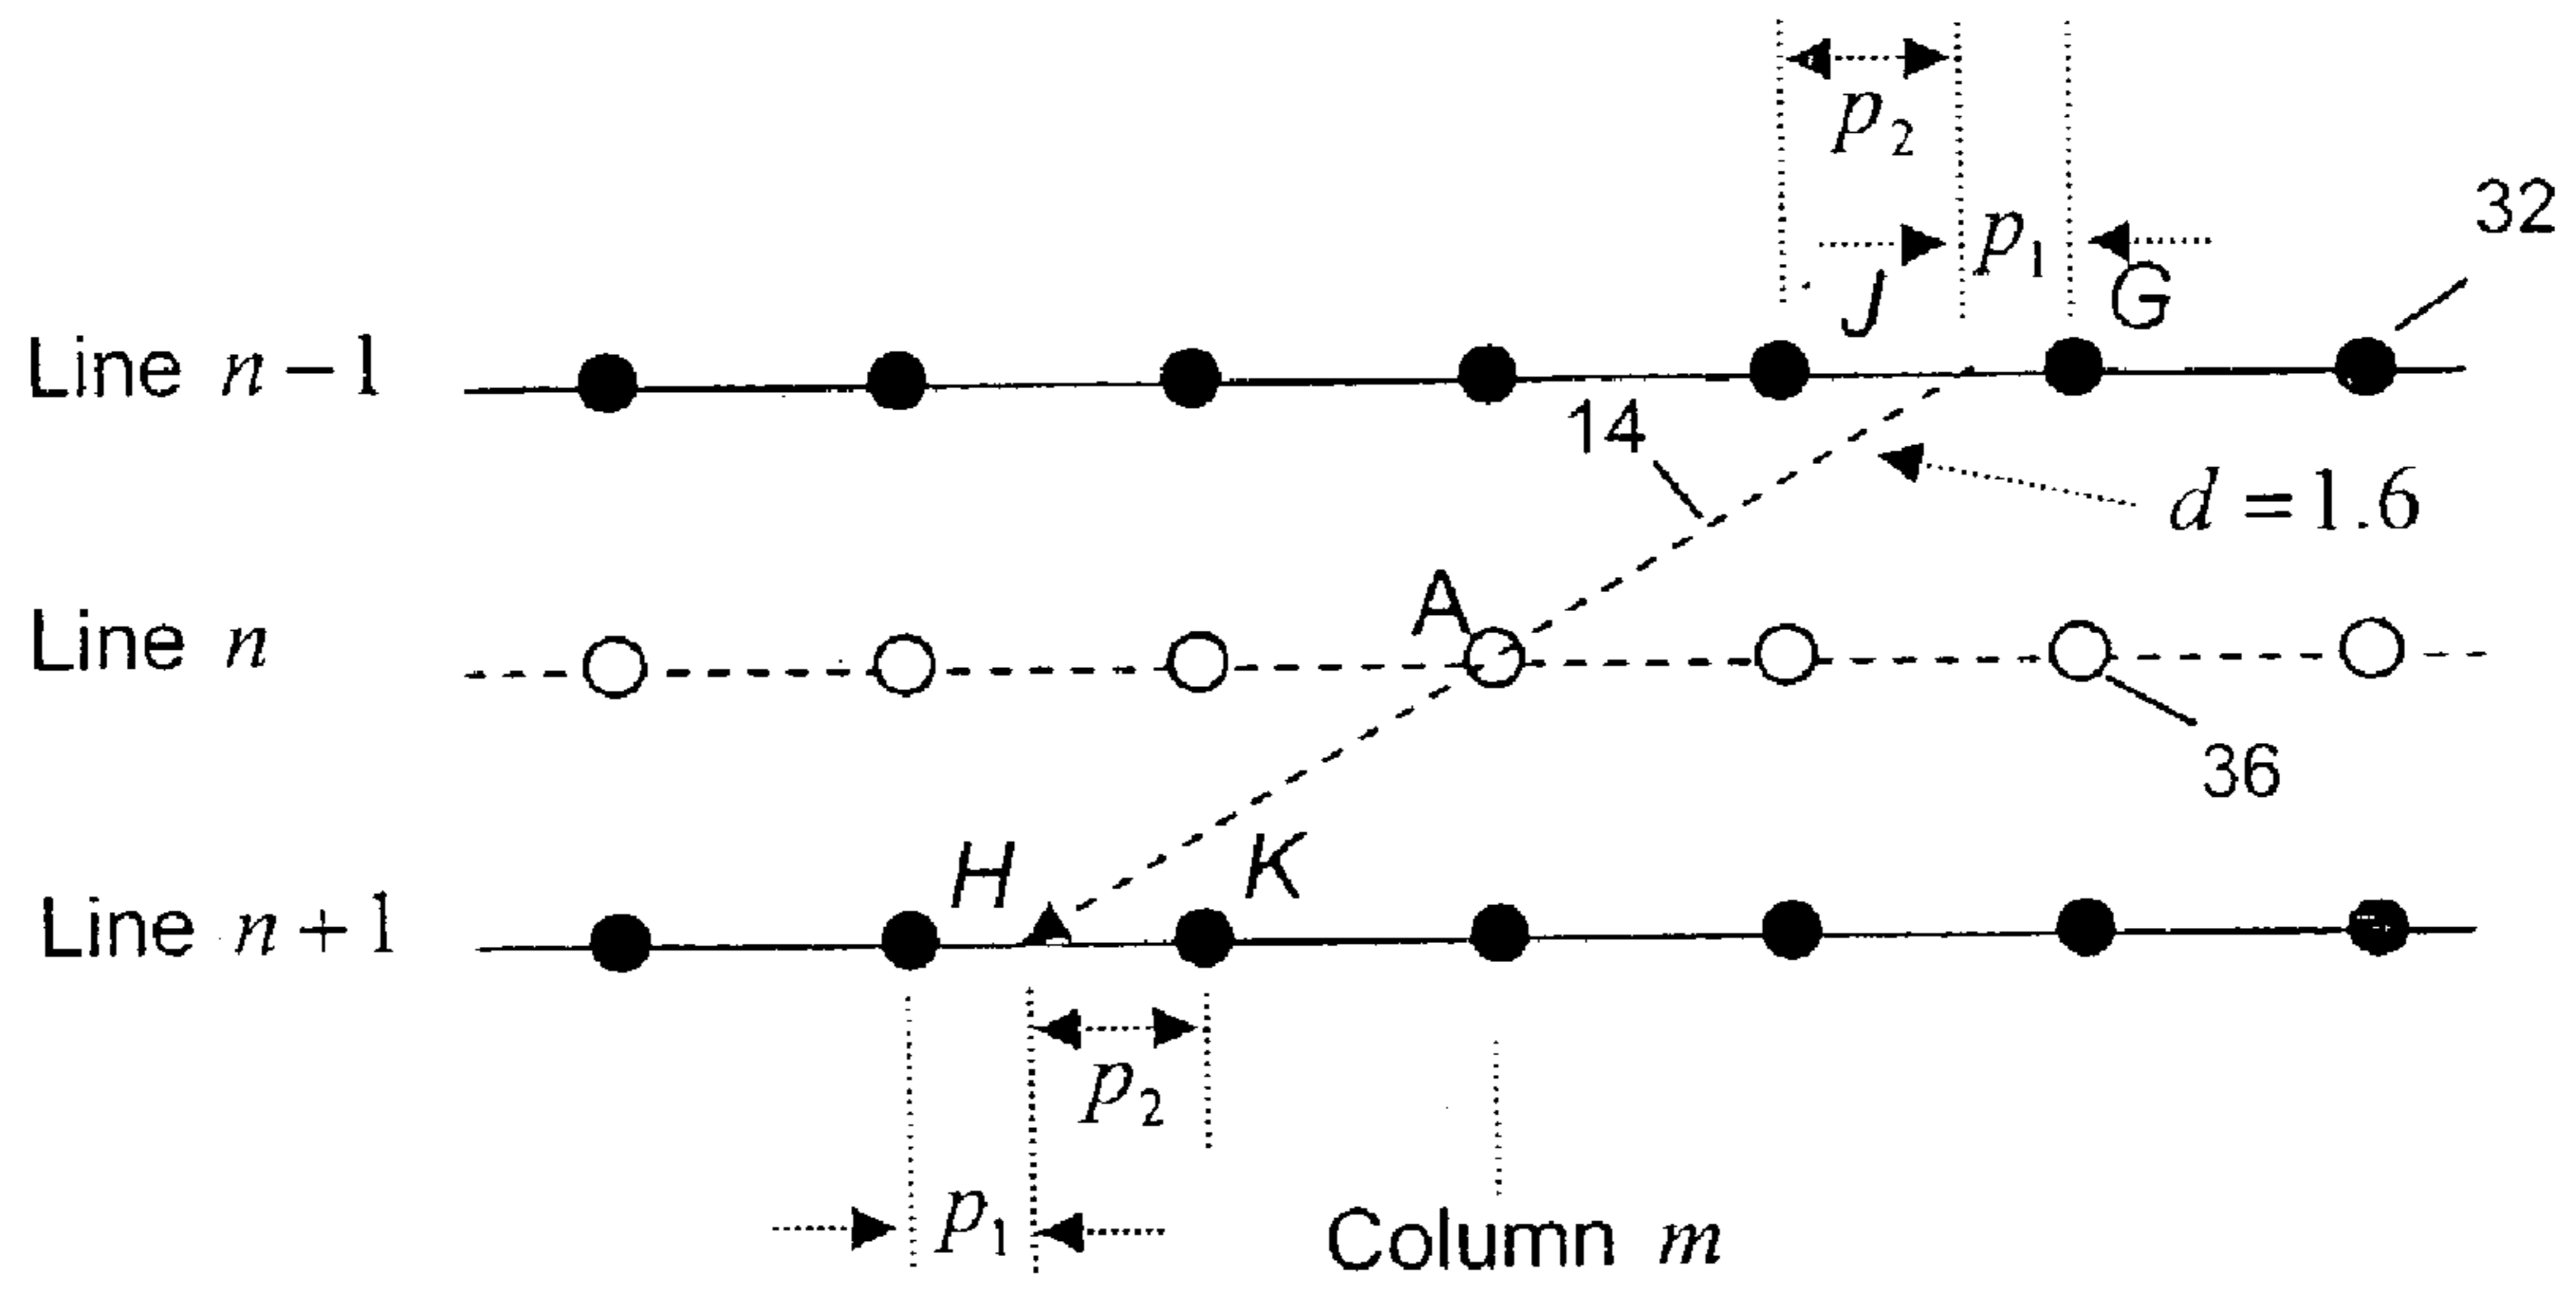 p₂
32
p₁
J G
Line n – 1
14
d = 1.6
A
Line n
36
H K
Line n + 1
p₂
p₁
Column m